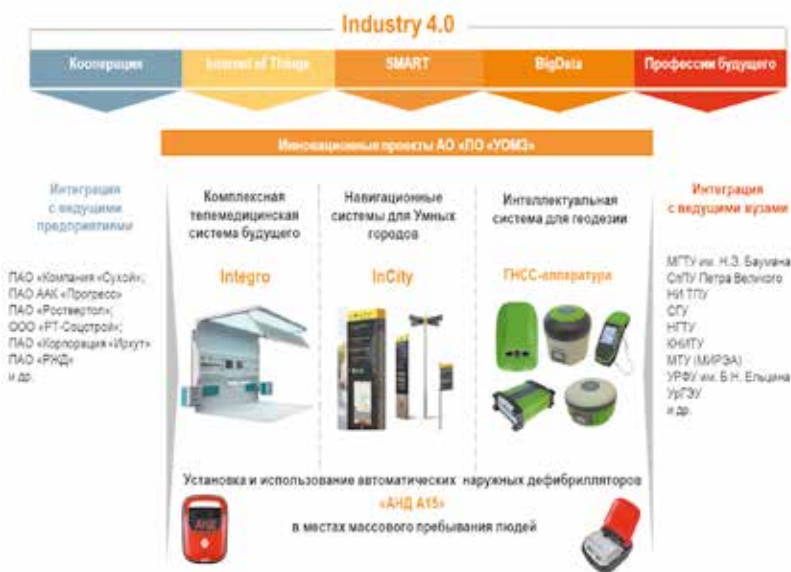 Industry 4.0
Кооперация
Internet of Things
SMART
BigData
Профессии будущего
Инновационные проекты АО «ПО «УОМЗ»
Интеграция
с ведущими
предприятиями
ПАО «Компания «Сухой»;
ПАО ААК «Прогресс»
ПАО «Роствертол»;
ООО «РТ-Соцстрой»;
ПАО «Корпорация «Иркут»
ПАО «РЖД»
и др.
Комплексная
телемедицинская
система будущего
Integro
Навигационные
системы для Умных
городов
InCity
Интеллектуальная
система для геодезии
ГНСС-аппаратура
Интеграция
с ведущими вузами
МГТУ им. Н.Э. Баумана
СпПУ Петра Великого
НИ ТПУ
СГУ
НГТУ
КНИТУ
МТУ (МИРЭА)
УРФУ им. Б.Н. Ельцина
УрГЭУ
и др.
Установка и использование автоматических наружных дефибрилляторов
«АНД А15»
в местах массового пребывания людей